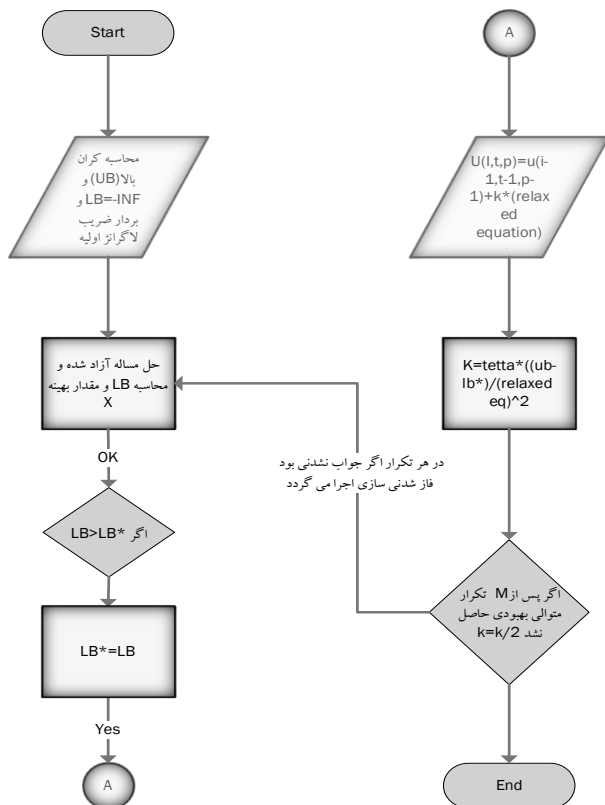 Start
محاسبه کران
بالا(UB) و
LB=-INF و
بردار ضریب
لاگرانژ اولیه
حل مساله آزاد شده و
محاسبه LB و مقدار بهینه
X
OK
اگر LB>LB*
LB*=LB
Yes
A
A
U(I,t,p)=u(i-
1,t-1,p-
1)+k*(relax
ed
equation)
K=tetta*((ub-
lb*)/(relaxed
eq)^2
در هر تکرار اگر جواب نشدنی بود
فاز شدنی سازی اجرا می گردد
اگر پس از M تکرار
متوالی بهبودی حاصل
نشد k=k/2
End